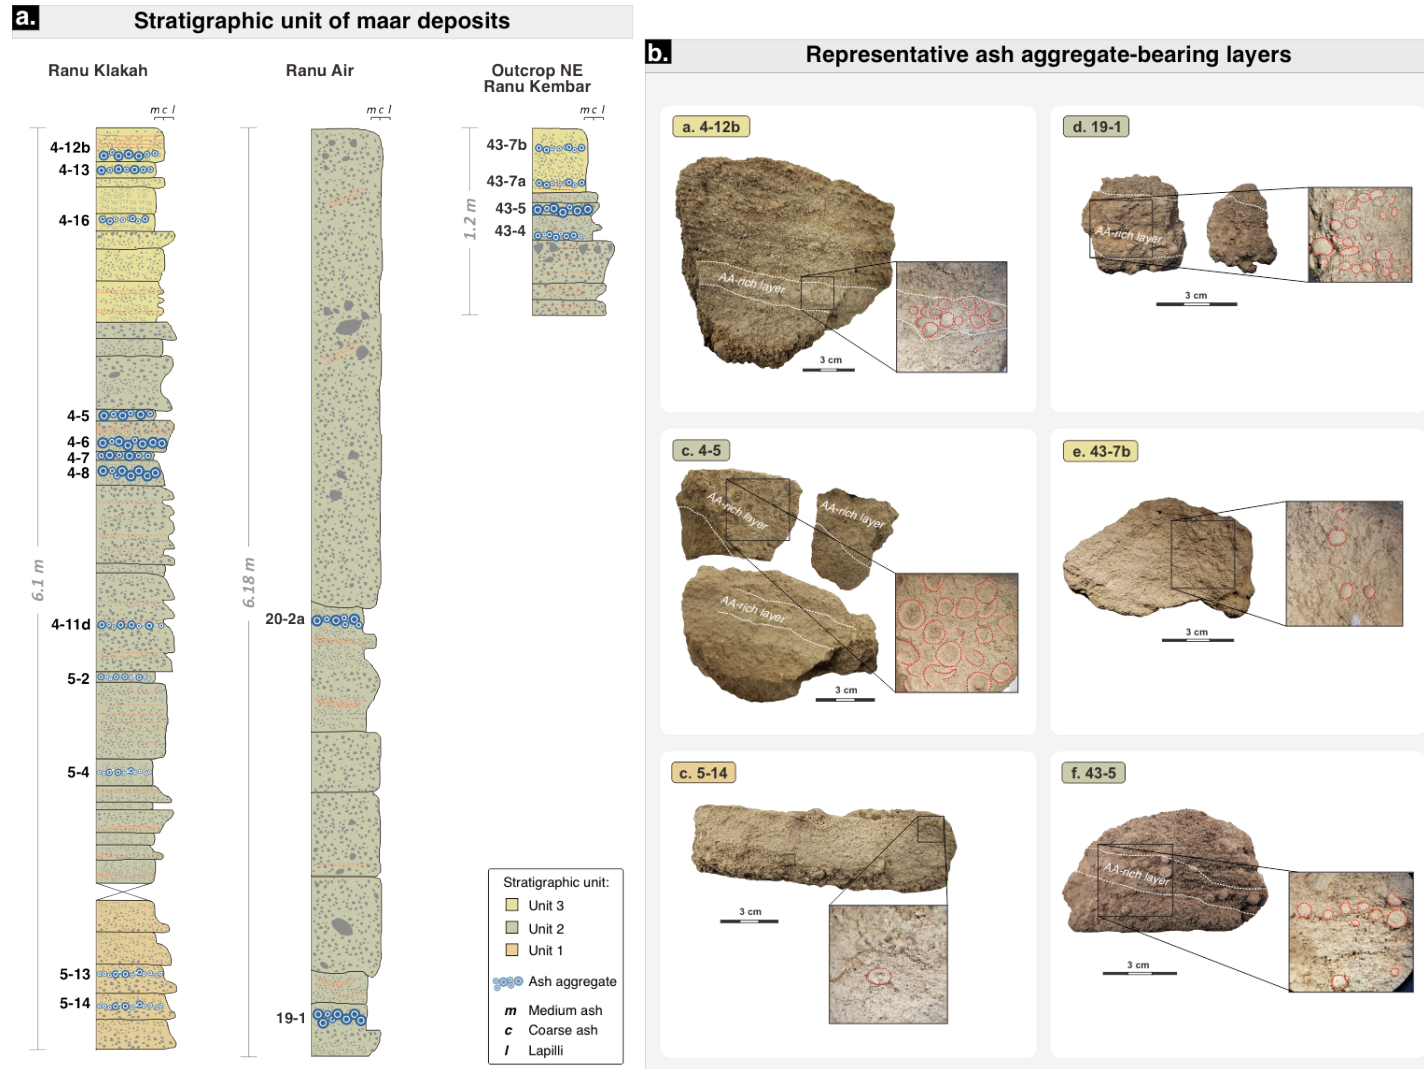 a.
Stratigraphic unit of maar deposits
Ranu Klakah
Ranu Air
Outcrop NE
Ranu Kembar
m c l
m c l
m c l
4-12b
4-13
4-16
4-5
4-6
4-7
4-8
4-11d
5-2
5-4
5-13
5-14
6.1 m
6.18 m
20-2a
19-1
1.2 m
43-7b
43-7a
43-5
43-4
Stratigraphic unit:
Unit 3
Unit 2
Unit 1
Ash aggregate
m Medium ash
c Coarse ash
l Lapilli
b.
Representative ash aggregate-bearing layers
a. 4-12b
AA-rich layer
3 cm
d. 19-1
AA-rich layer
3 cm
c. 4-5
AA-rich layer
AA-rich layer
AA-rich layer
3 cm
e. 43-7b
3 cm
c. 5-14
3 cm
f. 43-5
AA-rich layer
3 cm